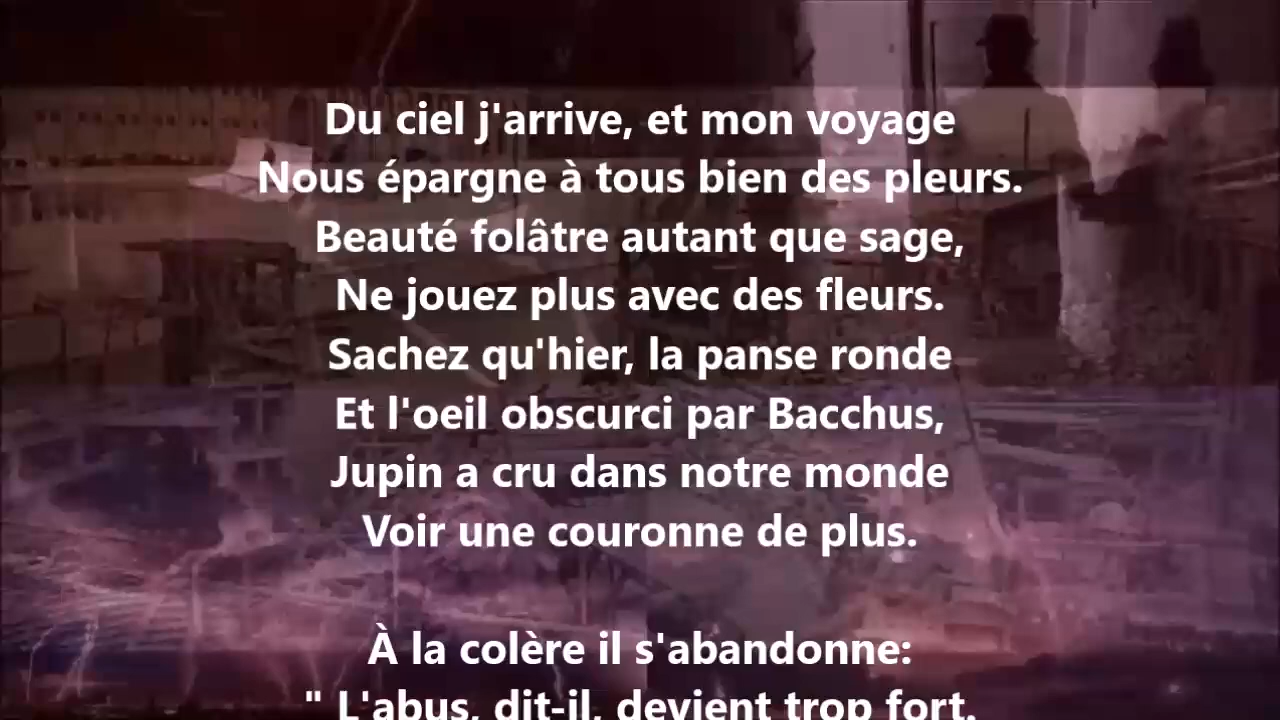 Du ciel j'arrive, et mon voyage
Nous épargne à tous bien des pleurs.
Beauté folâtre autant que sage,
Ne jouez plus avec des fleurs.
Sachez qu'hier, la panse ronde
Et l'oeil obscurci par Bacchus,
Jupin a cru dans notre monde
Voir une couronne de plus.
À la colère il s'abandonne:
" L'abus, dit-il, devient trop fort.